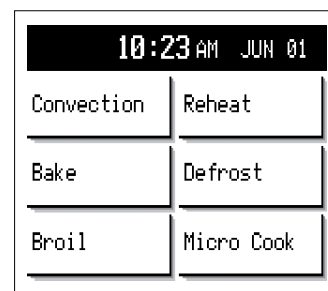 10:23 AM JUN 01
Convection Reheat
Bake Defrost
Broil Micro Cook